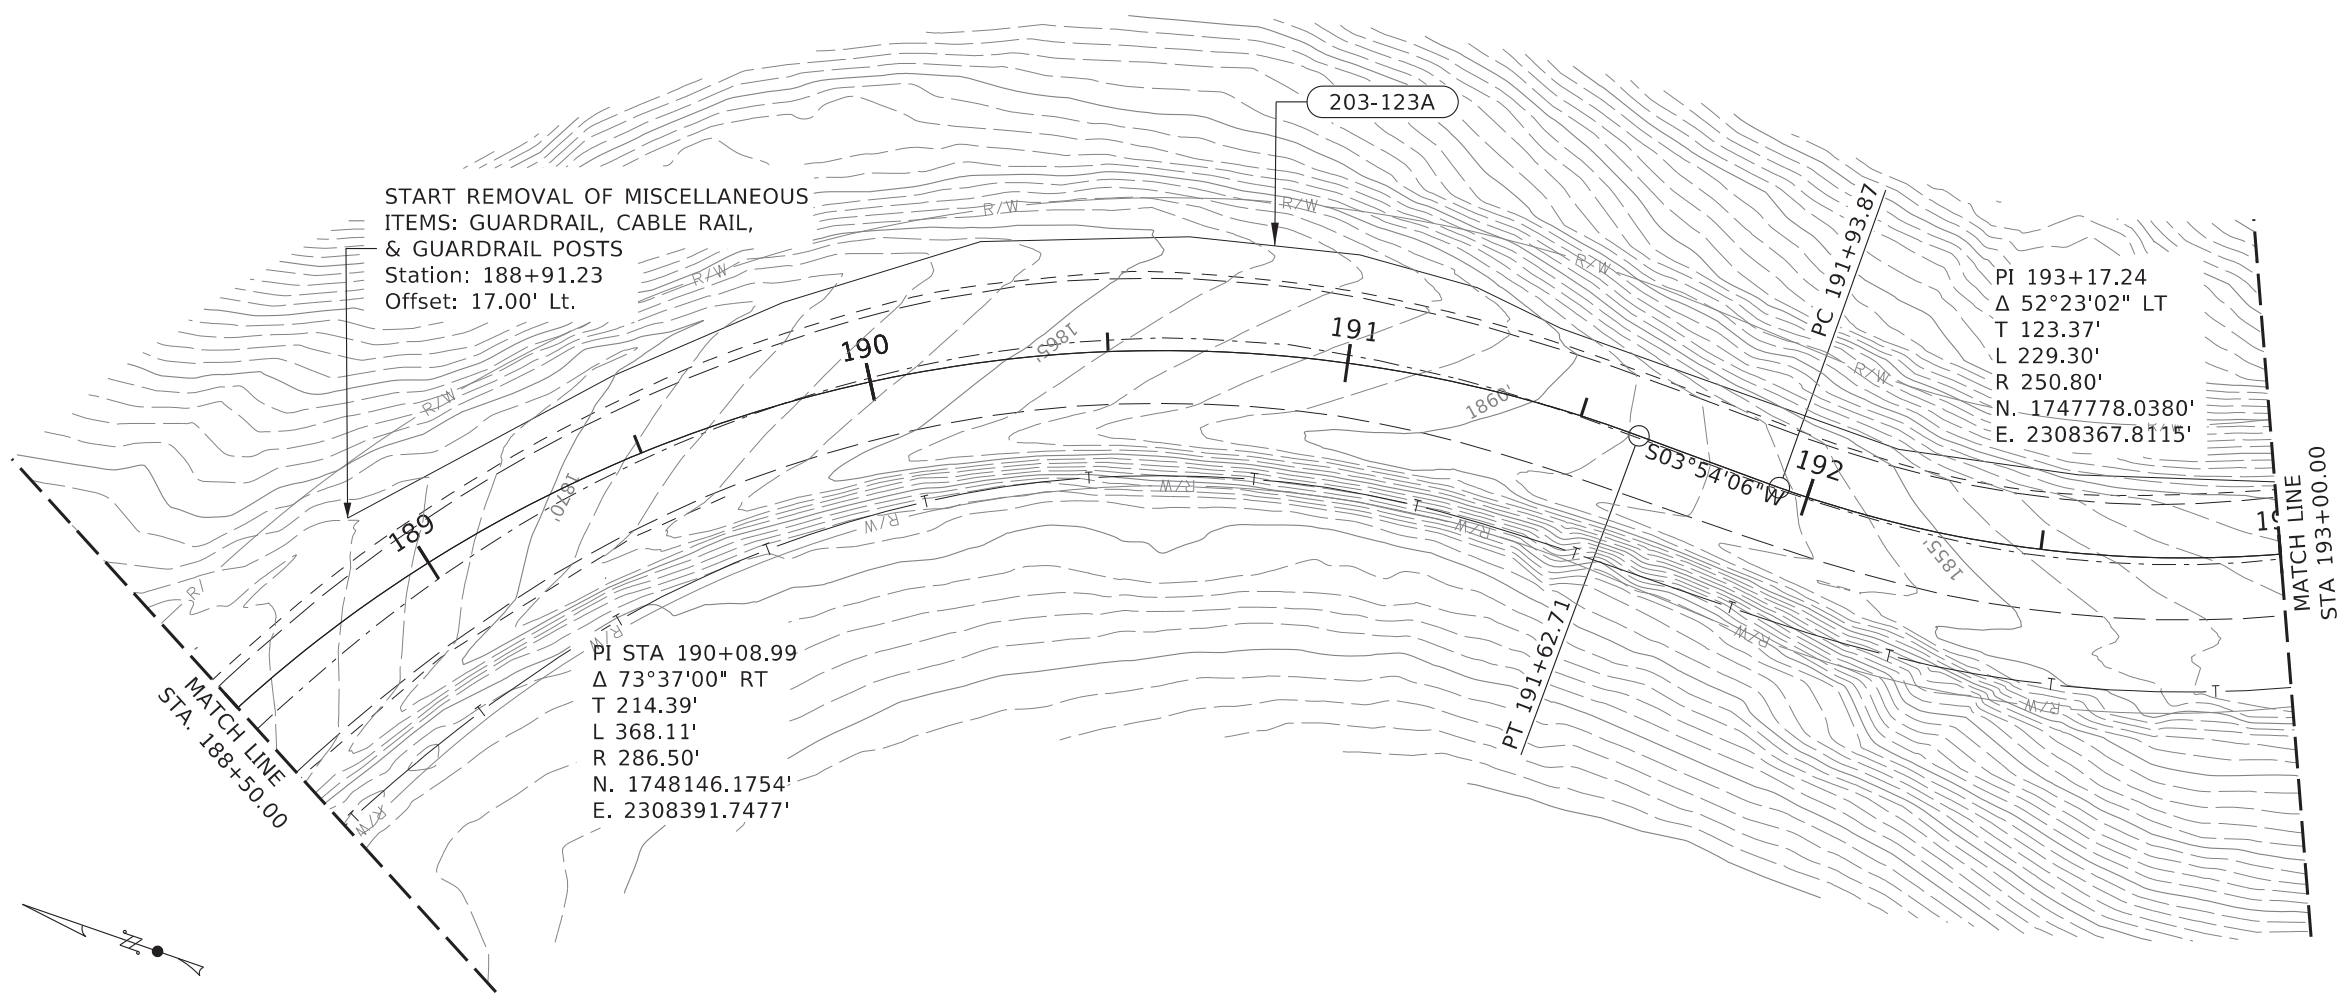 203-123A
START REMOVAL OF MISCELLANEOUS
ITEMS: GUARDRAIL, CABLE RAIL,
& GUARDRAIL POSTS
Station: 188+91.23
Offset: 17.00' Lt.
R/W
R/W
R/W
R/W
R/W
R/W
R/W
R/
PC 191+93.87
PI 193+17.24
Δ 52°23'02" LT
T 123.37'
L 229.30'
R 250.80'
N. 1747778.0380'
E. 2308367.8115'
189
190
191
192
19
1870'
1865'
1860'
1855'
S03°54'06"W
T
T
T
T
T
T
T
T
T
T
T
T
T
R/W
R/W
R/W
R/W
R/W
R/W
R/W
PT 191+62.71
PI STA 190+08.99
Δ 73°37'00" RT
T 214.39'
L 368.11'
R 286.50'
N. 1748146.1754'
E. 2308391.7477'
MATCH LINE
STA. 188+50.00
MATCH LINE
STA 193+00.00
N